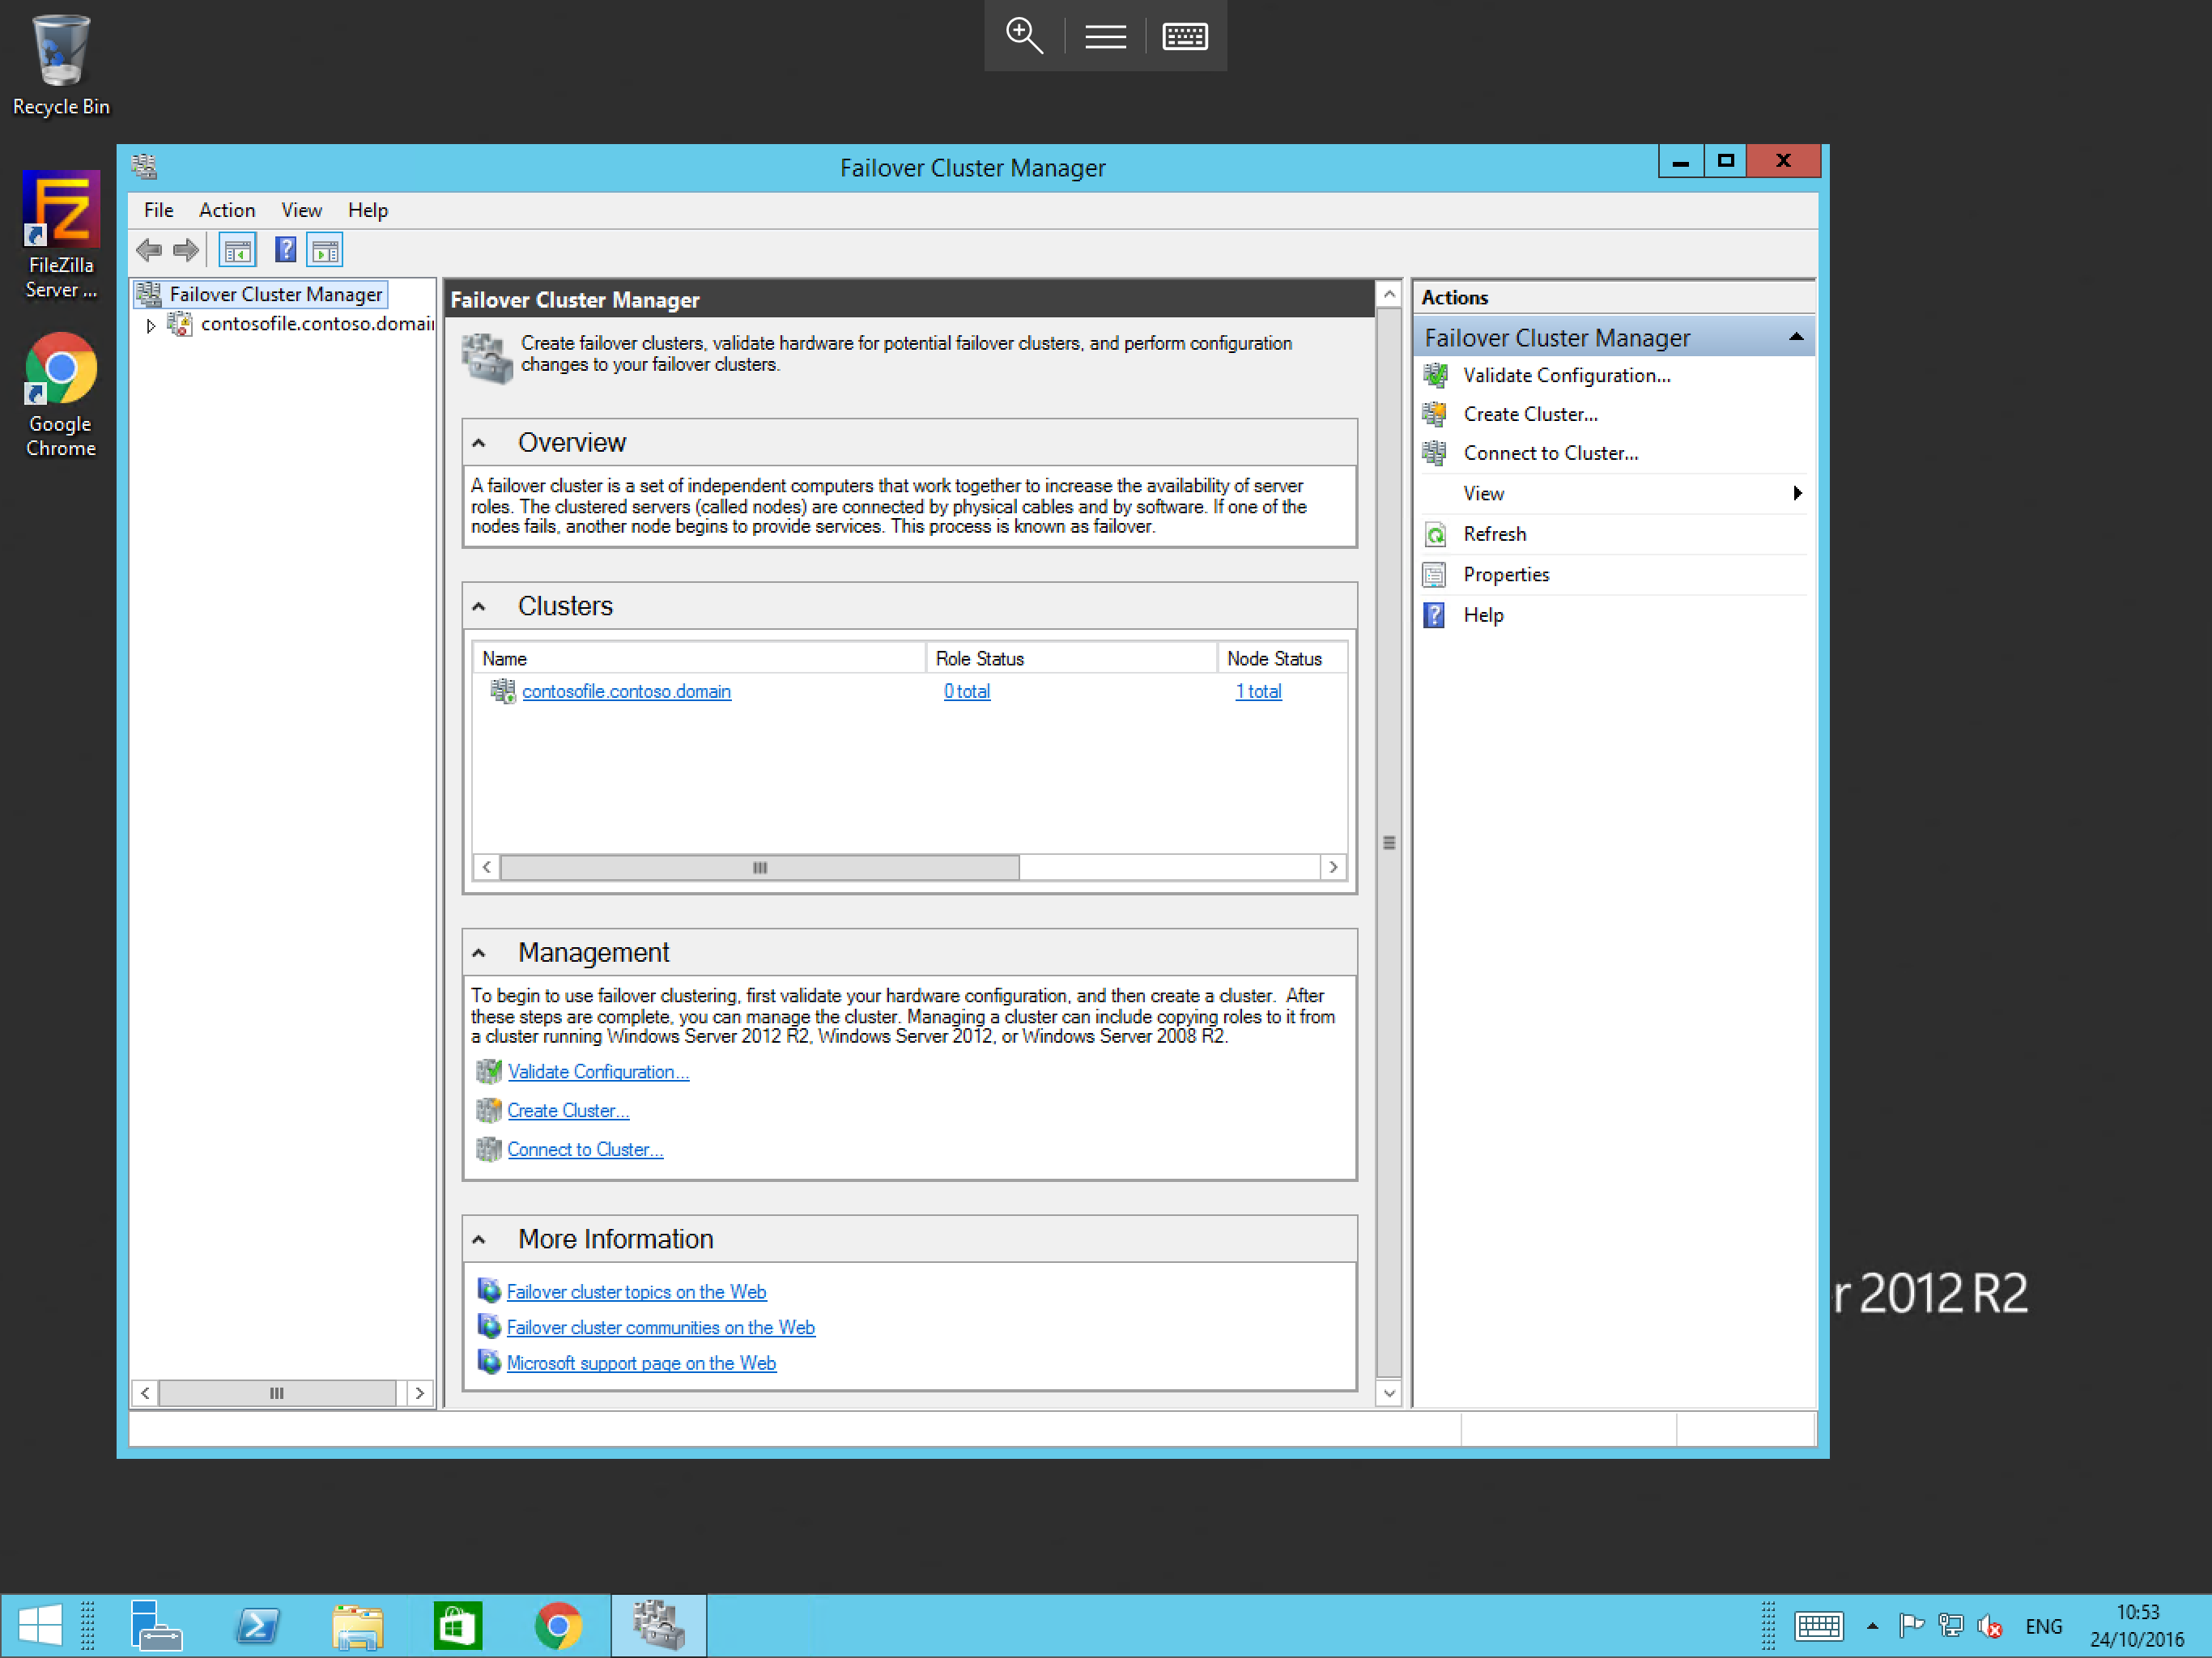 Recycle Bin
FileZilla
Server ...
Google
Chrome
Failover Cluster Manager
File Action View Help
Failover Cluster Manager
contosofile.contoso.domai
Failover Cluster Manager
Create failover clusters, validate hardware for potential failover clusters, and perform configuration
changes to your failover clusters.
Overview
A failover cluster is a set of independent computers that work together to increase the availability of server
roles. The clustered servers (called nodes) are connected by physical cables and by software. If one of the
nodes fails, another node begins to provide services. This process is known as failover.
Clusters
Name Role Status Node Status
contosofile.contoso.domain 0 total 1 total
Management
To begin to use failover clustering, first validate your hardware configuration, and then create a cluster. After
these steps are complete, you can manage the cluster. Managing a cluster can include copying roles to it from
a cluster running Windows Server 2012 R2, Windows Server 2012, or Windows Server 2008 R2.
Validate Configuration...
Create Cluster...
Connect to Cluster...
More Information
Failover cluster topics on the Web
Failover cluster communities on the Web
Microsoft support page on the Web
Actions
Failover Cluster Manager
Validate Configuration...
Create Cluster...
Connect to Cluster...
View
Refresh
Properties
Help
r 2012 R2
ENG
10:53
24/10/2016